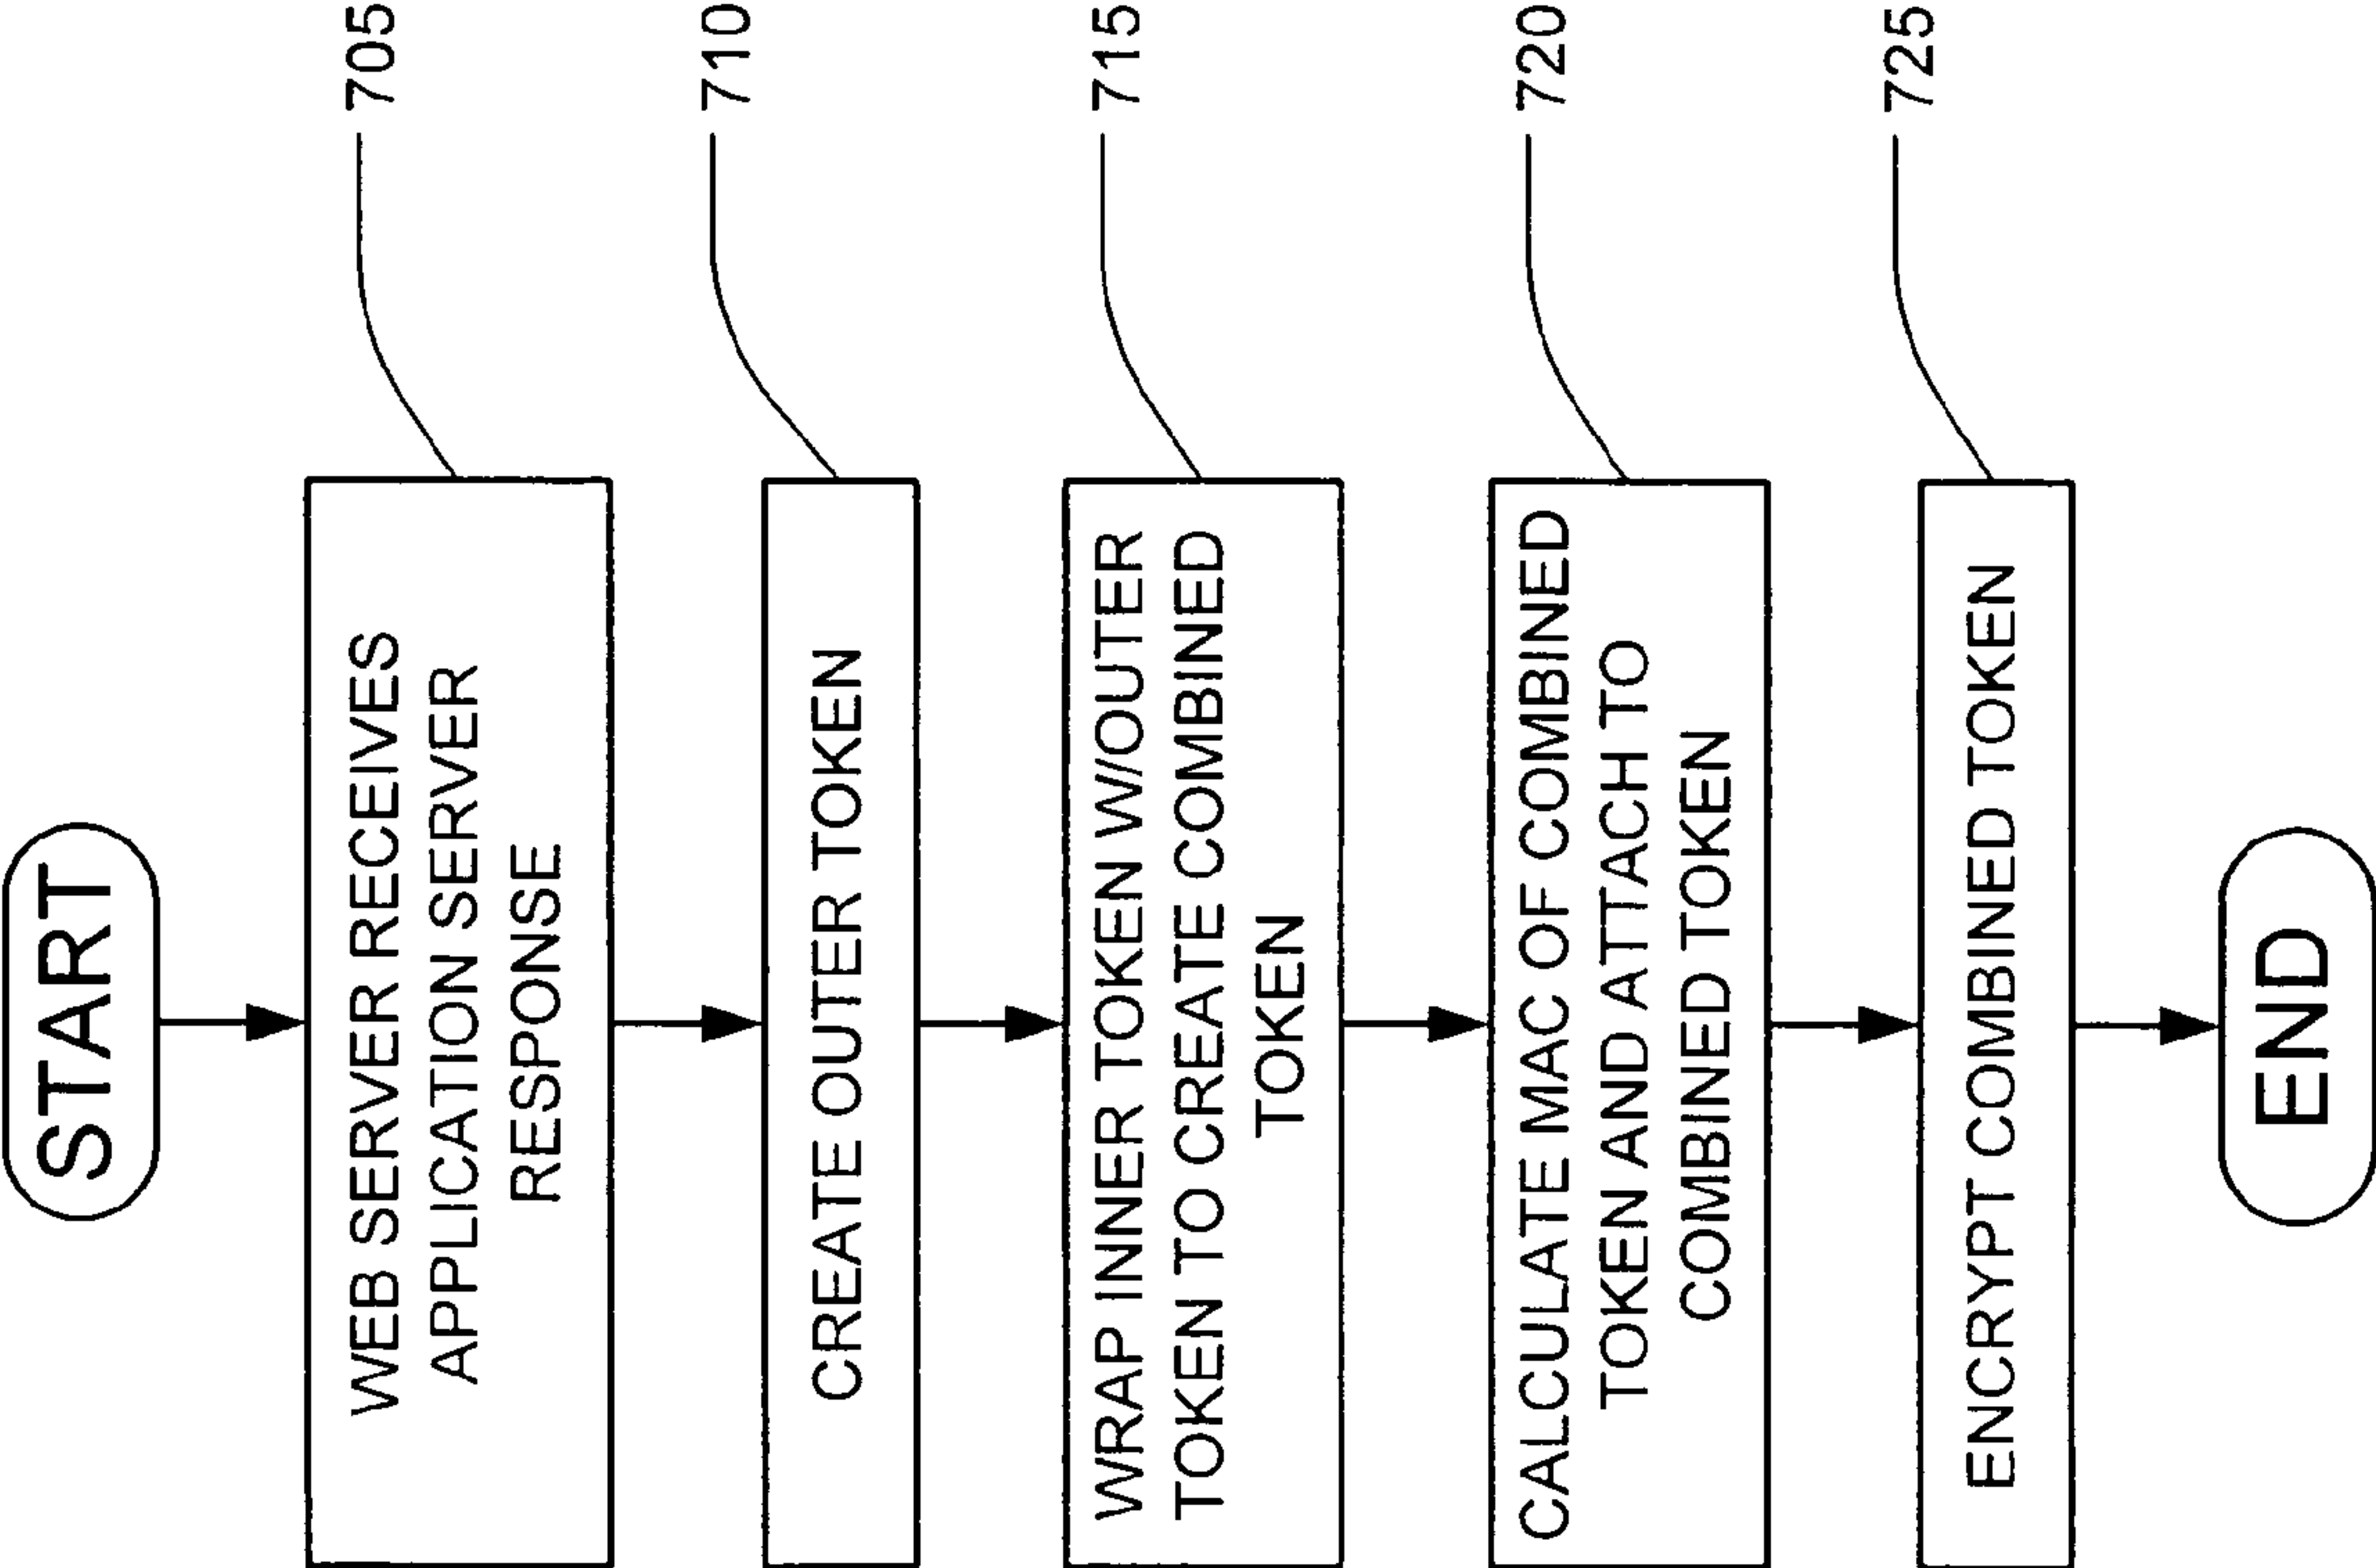 START
WEB SERVER RECEIVES
APPLICATION SERVER
RESPONSE
705
CREATE OUTER TOKEN
710
WRAP INNER TOKEN W/OUTER
TOKEN TO CREATE COMBINED
TOKEN
715
CALCULATE MAC OF COMBINED
TOKEN AND ATTACH TO
COMBINED TOKEN
720
ENCRYPT COMBINED TOKEN
725
END